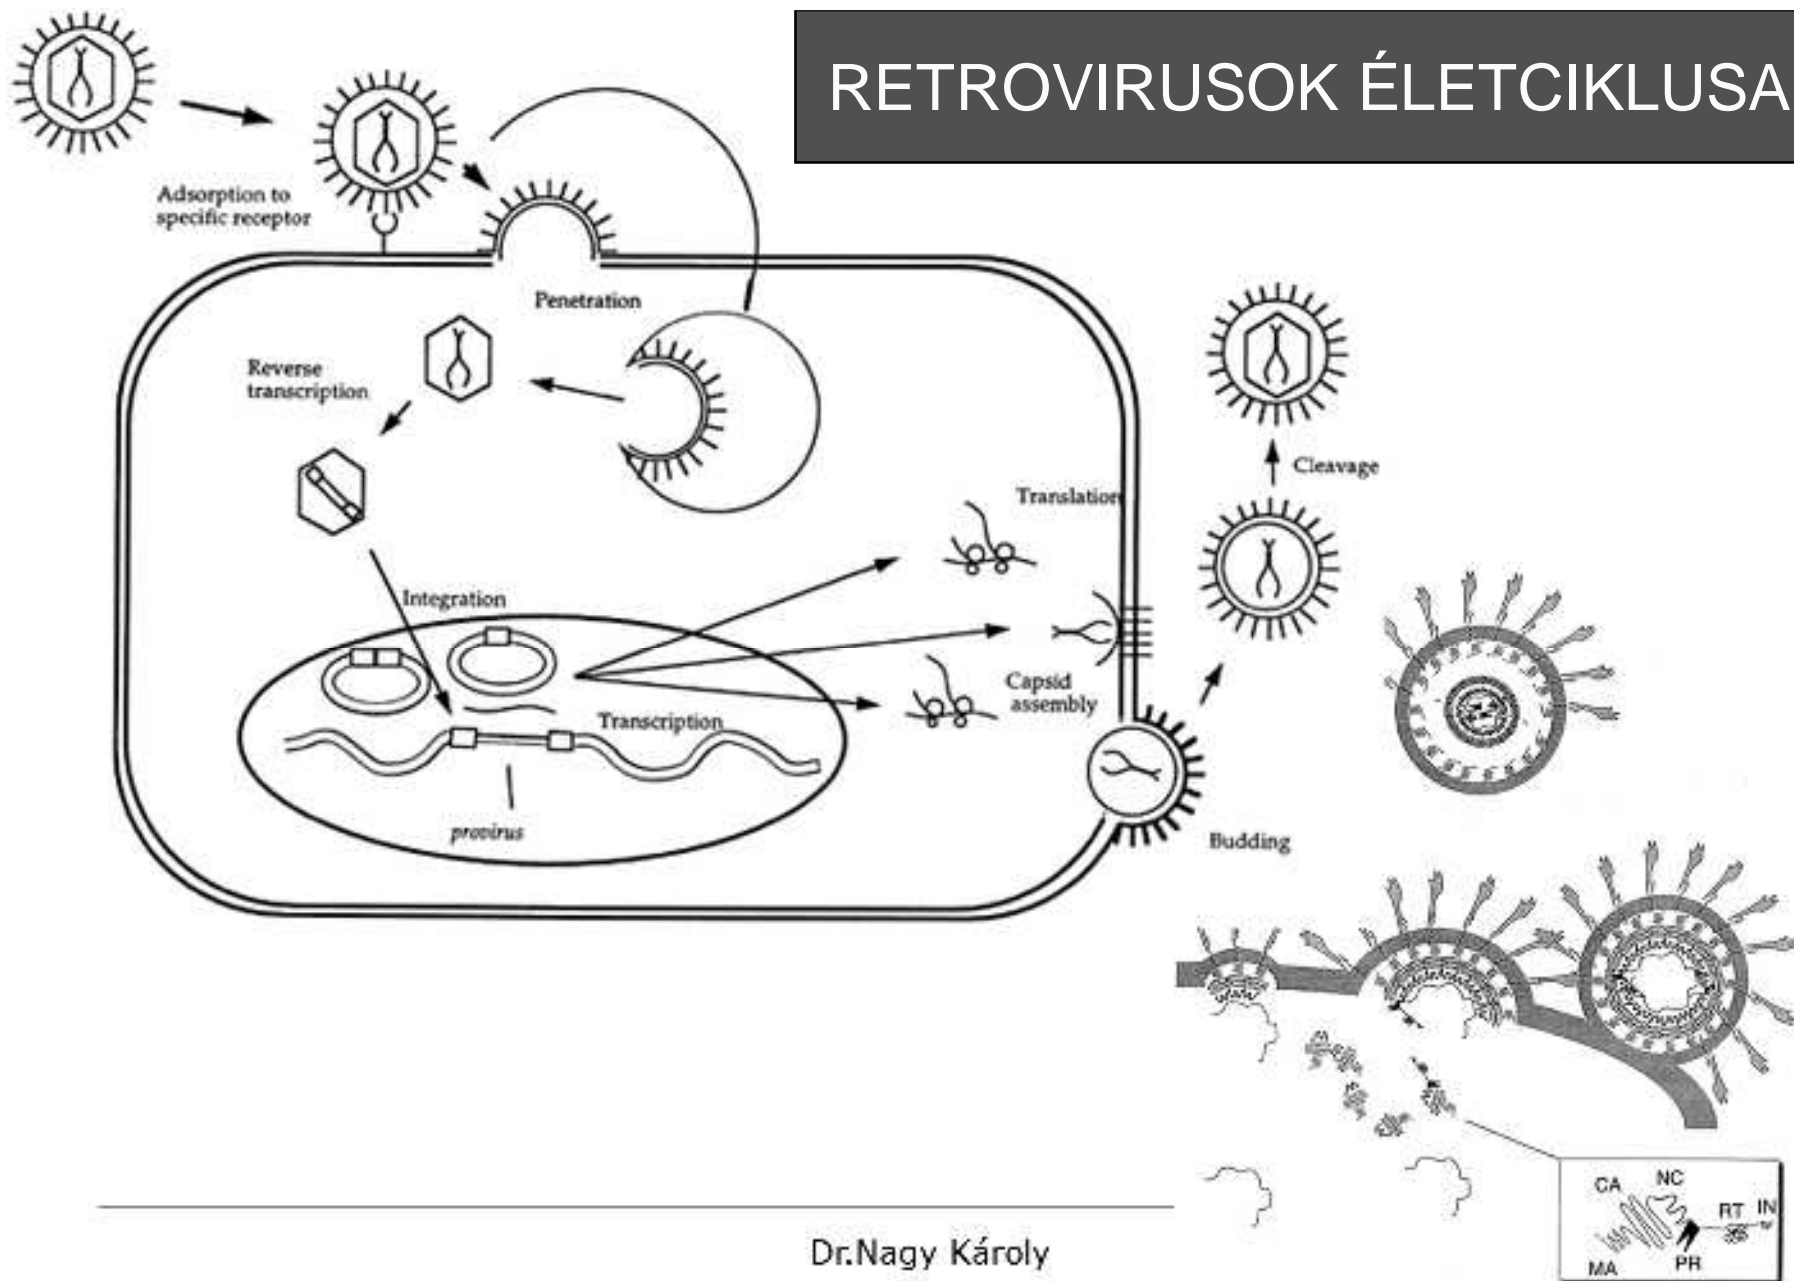 RETROVIRUSOK ÉLETCIKLUSA
Adsorption to
specific receptor
Penetration
Reverse
transcription
Integration
Transcription
provirus
Translation
Capsid
assembly
Budding
Cleavage
CA
NC
RT
IN
MA
PR
Dr.Nagy Károly